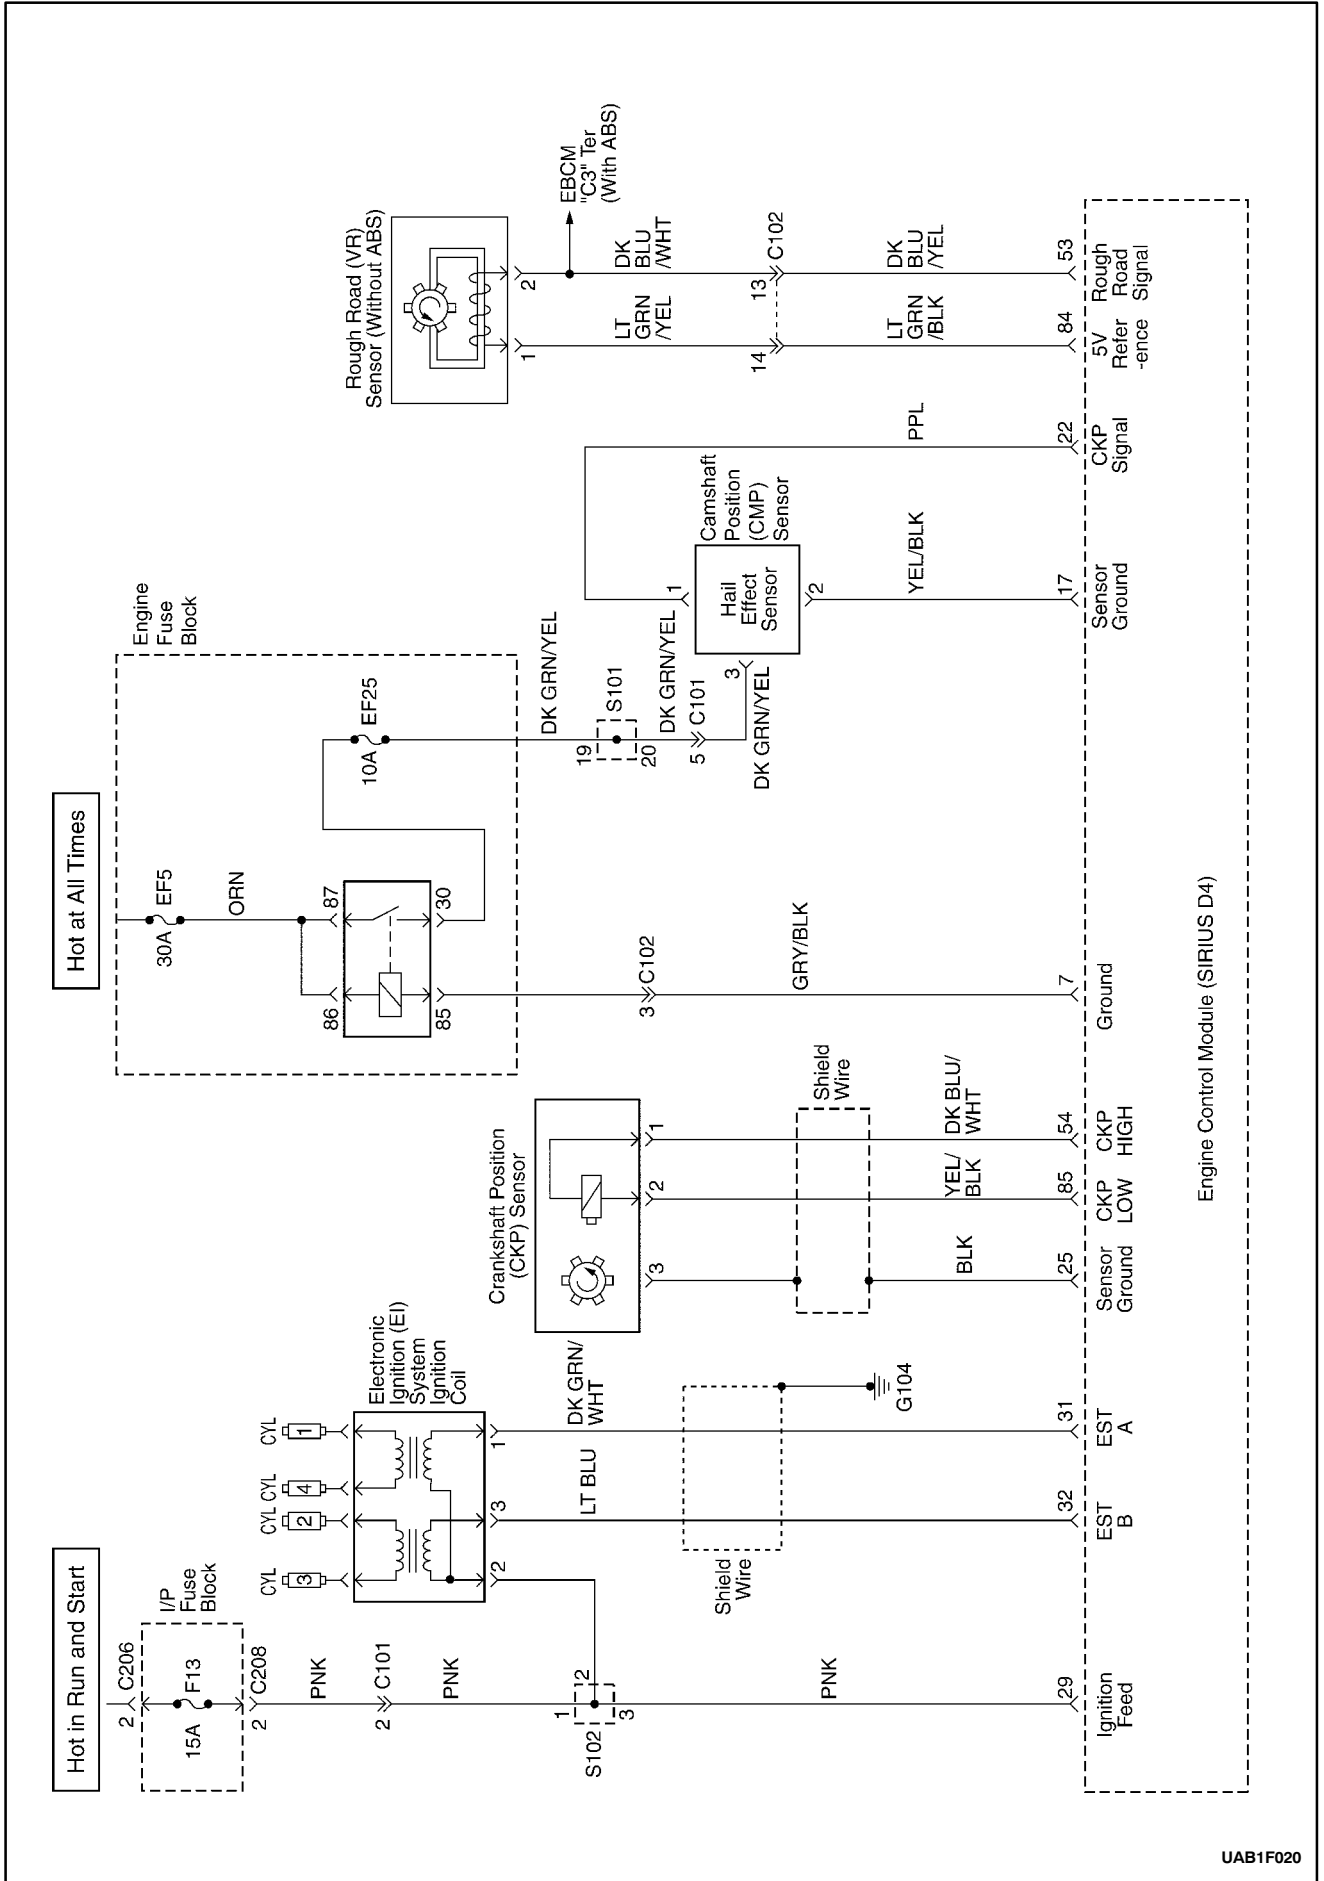 Hot in Run and Start
Hot at All Times
2
C206
I/P
Fuse
Block
15A
F13
2
C208
PNK
2
C101
PNK
1
2
3
S102
PNK
29
Ignition
Feed
CYL
3
CYL
2
CYL
4
CYL
1
Electronic
Ignition (EI)
System
Ignition
Coil
2
3
1
LT BLU
DK GRN/
WHT
Shield
Wire
G104
32
EST
B
31
EST
A
Crankshaft Position
(CKP) Sensor
3
2
1
Shield
Wire
BLK
YEL/
BLK
DK BLU/
WHT
25
Sensor
Ground
85
CKP
LOW
54
CKP
HIGH
Engine
Fuse
Block
30A
EF5
ORN
86
87
85
30
10A
EF25
3
C102
GRY/BLK
7
Ground
DK GRN/YEL
19
S101
20
DK GRN/YEL
5
C101
DK GRN/YEL
3
Hail
Effect
Sensor
1
2
Camshaft
Position
(CMP)
Sensor
YEL/BLK
PPL
17
Sensor
Ground
22
CKP
Signal
Rough Road (VR)
Sensor (Without ABS)
1
2
EBCM
"C3" Ter
(With ABS)
LT
GRN
/YEL
DK
BLU
/WHT
14
13
C102
LT
GRN
/BLK
DK
BLU
/YEL
84
5V
Refer
-ence
53
Rough
Road
Signal
Engine Control Module (SIRIUS D4)
UAB1F020